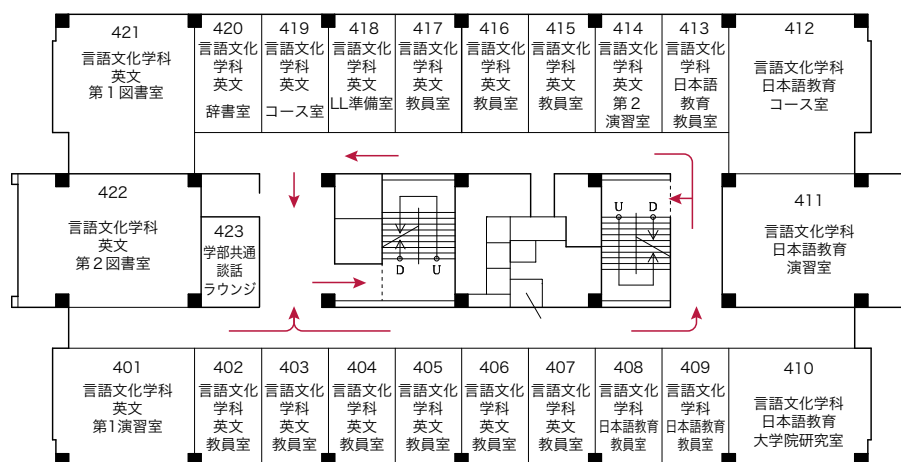 421
言語文化学科
英文
第１図書室
420
言語文化
学科
英文
辞書室
419
言語文化
学科
英文
コース室
418
言語文化
学科
英文
LL準備室
417
言語文化
学科
英文
教員室
416
言語文化
学科
英文
教員室
415
言語文化
学科
英文
教員室
414
言語文化
学科
英文
第２
演習室
413
言語文化
学科
日本語
教育
教員室
412
言語文化学科
日本語教育
コース室
422
言語文化学科
英文
第２図書室
423
学部共通
談話
ラウンジ
D
U
U
D
411
言語文化学科
日本語教育
演習室
401
言語文化学科
英文
第1演習室
402
言語文化
学科
英文
教員室
403
言語文化
学科
英文
教員室
404
言語文化
学科
英文
教員室
405
言語文化
学科
英文
教員室
406
言語文化
学科
英文
教員室
407
言語文化
学科
英文
教員室
408
言語文化
学科
日本語教育
教員室
409
言語文化
学科
日本語教育
教員室
410
言語文化学科
日本語教育
大学院研究室